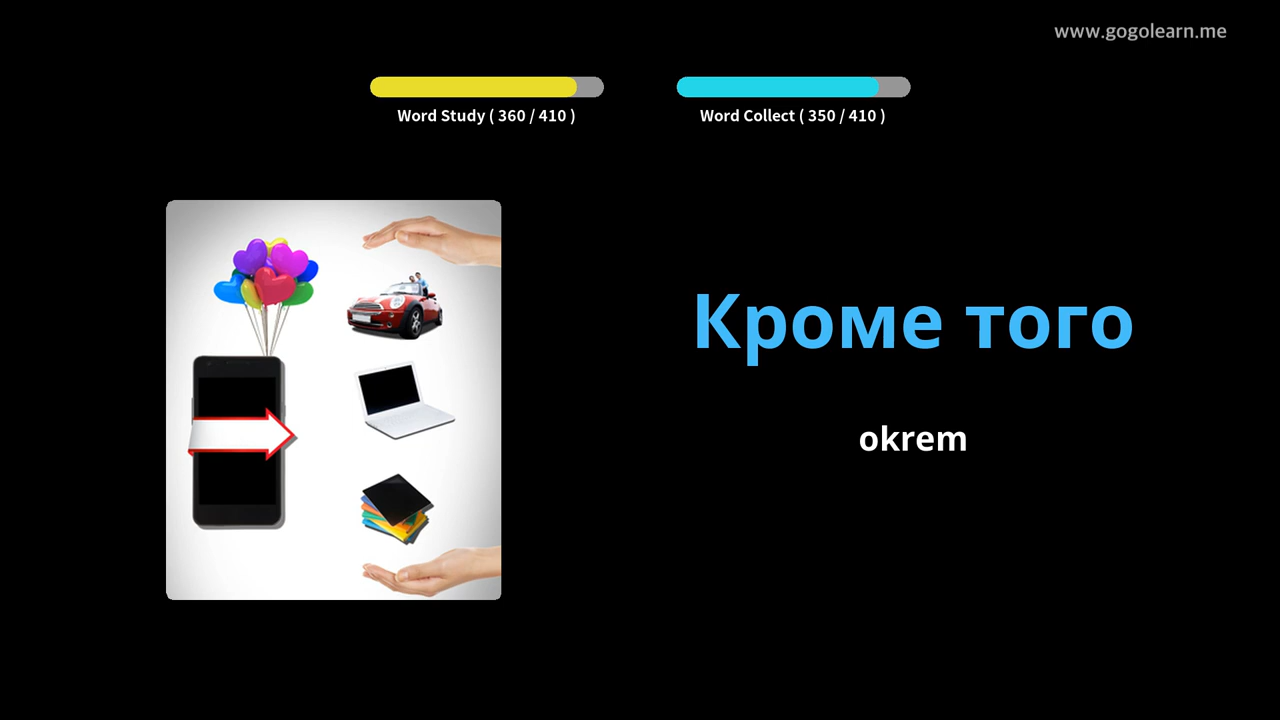 www.gogolearn.me
Word Study ( 360 / 410 )
Word Collect ( 350 / 410 )
Кроме того
okrem